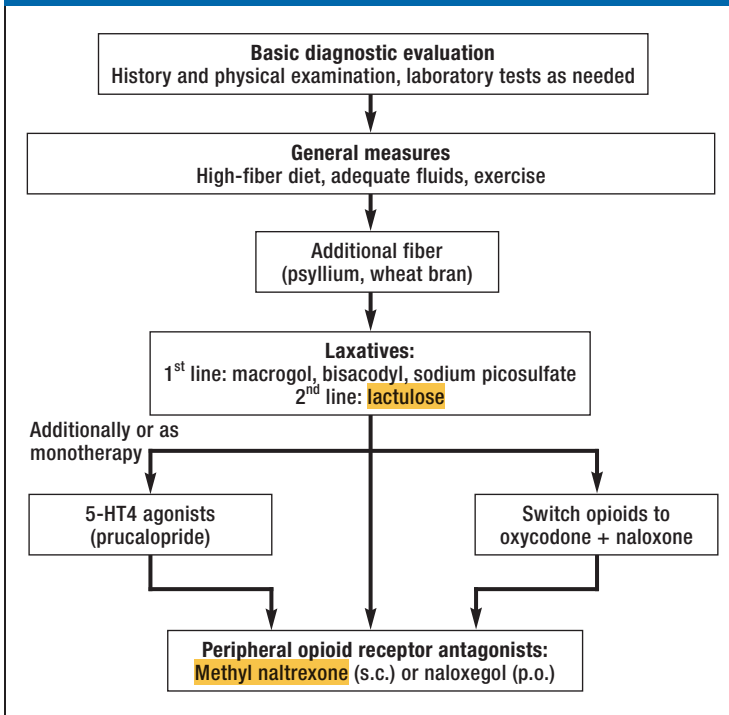 Basic diagnostic evaluation
History and physical examination, laboratory tests as needed
General measures
High-fiber diet, adequate fluids, exercise
Additional fiber
(psyllium, wheat bran)
Laxatives:
1st line: macrogol, bisacodyl, sodium picosulfate
2nd line: lactulose
Additionally or as
monotherapy
5-HT4 agonists
(prucalopride)
Switch opioids to
oxycodone + naloxone
Peripheral opioid receptor antagonists:
Methyl naltrexone (s.c.) or naloxegol (p.o.)